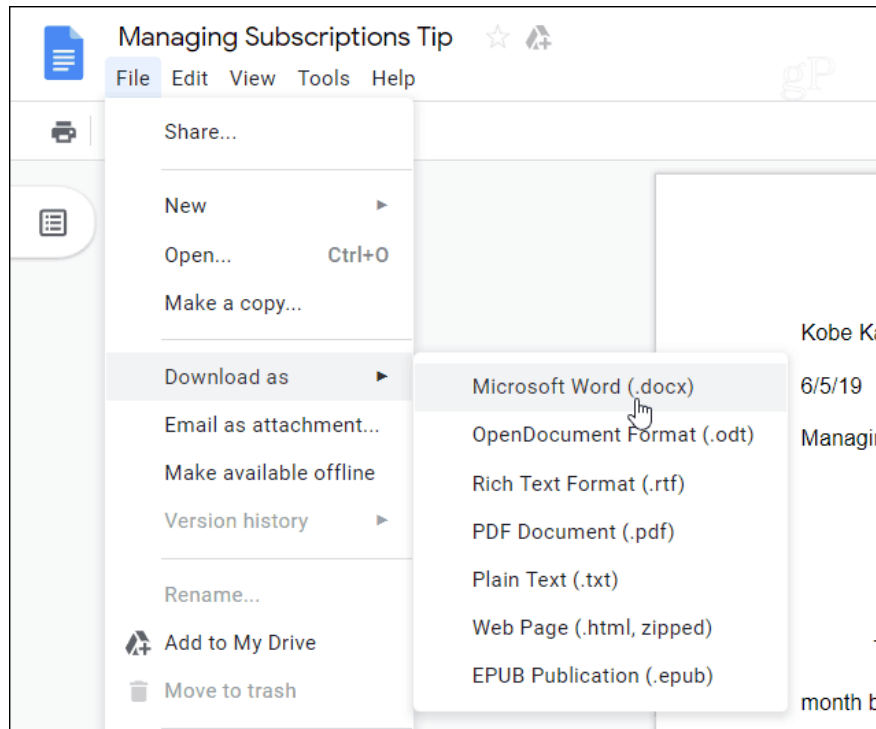 Managing Subscriptions Tip
File Edit View Tools Help
gP
Share...
New
Open... Ctrl+O
Make a copy...
Download as
Email as attachment...
Make available offline
Version history
Rename...
Add to My Drive
Move to trash
Microsoft Word (.docx)
OpenDocument Format (.odt)
Rich Text Format (.rtf)
PDF Document (.pdf)
Plain Text (.txt)
Web Page (.html, zipped)
EPUB Publication (.epub)
Kobe
6/5/19
month